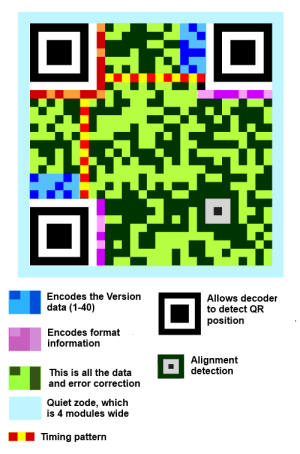 Encodes the Version
data (1-40)
Allows decoder
to detect QR
position
Encodes format
information
Alignment
detection
This is all the data
and error correction
Quiet zode, which
is 4 modules wide
Timing pattern